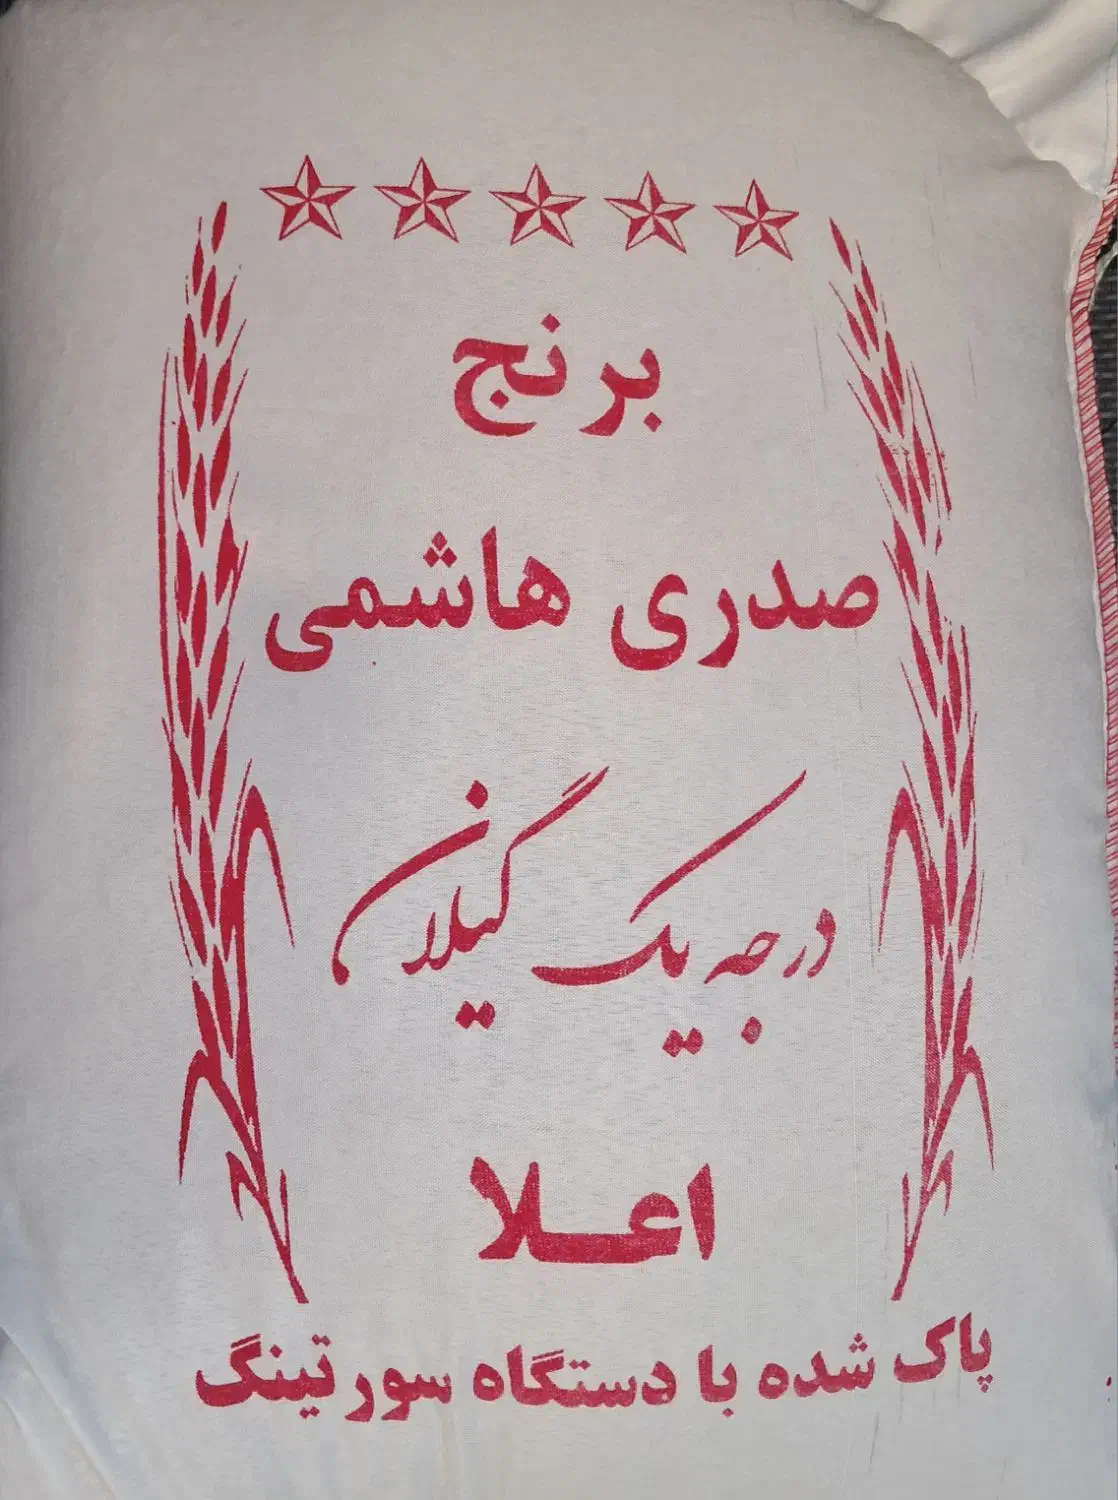 برنج
صدری هاشمی
درجه یک گیلان
اعلا
پاک شده با دستگاه سورتینگ